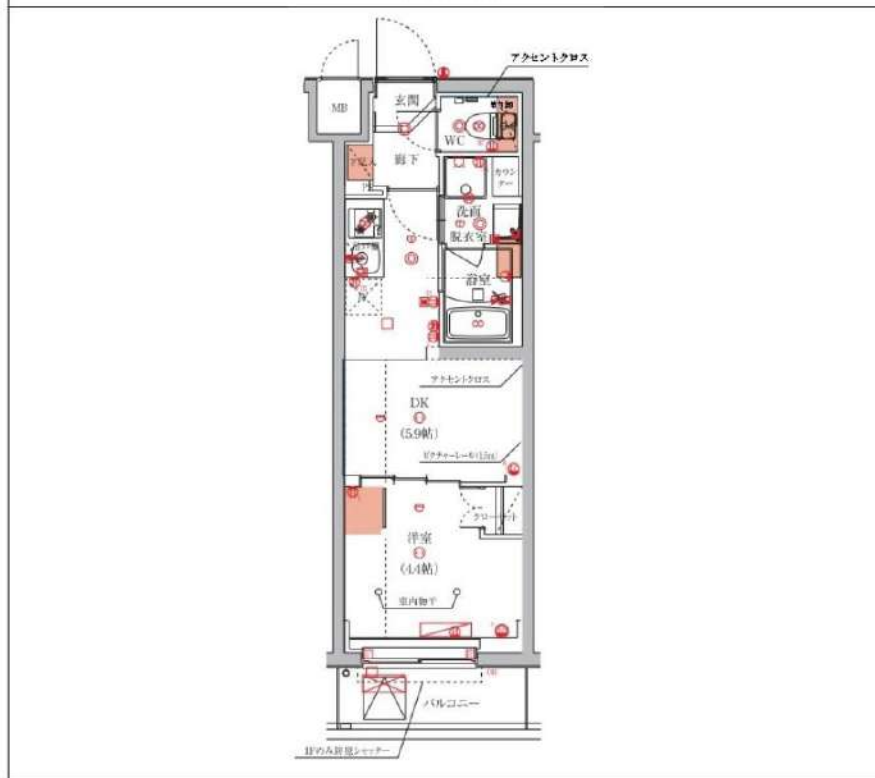 アクセントクロス
玄関
MB
WC
廊下
カウン
ター
洗面
脱衣室
浴室
アクセントクロス
DK
(5.9帖)
ピクチャーレール(1.5m)
クローゼット
洋室
(4.4帖)
室内物干
バルコニー
1Fのみ防犯シャッター